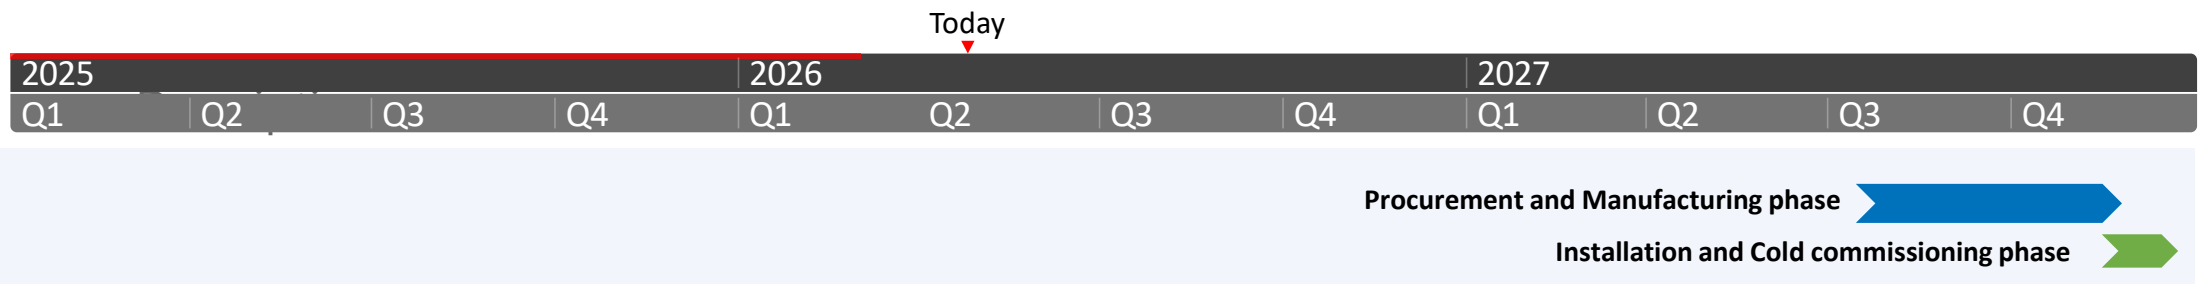 Today
2025 2026 2027
Q1 Q2 Q3 Q4 Q1 Q2 Q3 Q4 Q1 Q2 Q3 Q4
Procurement and Manufacturing phase
Installation and Cold commissioning phase